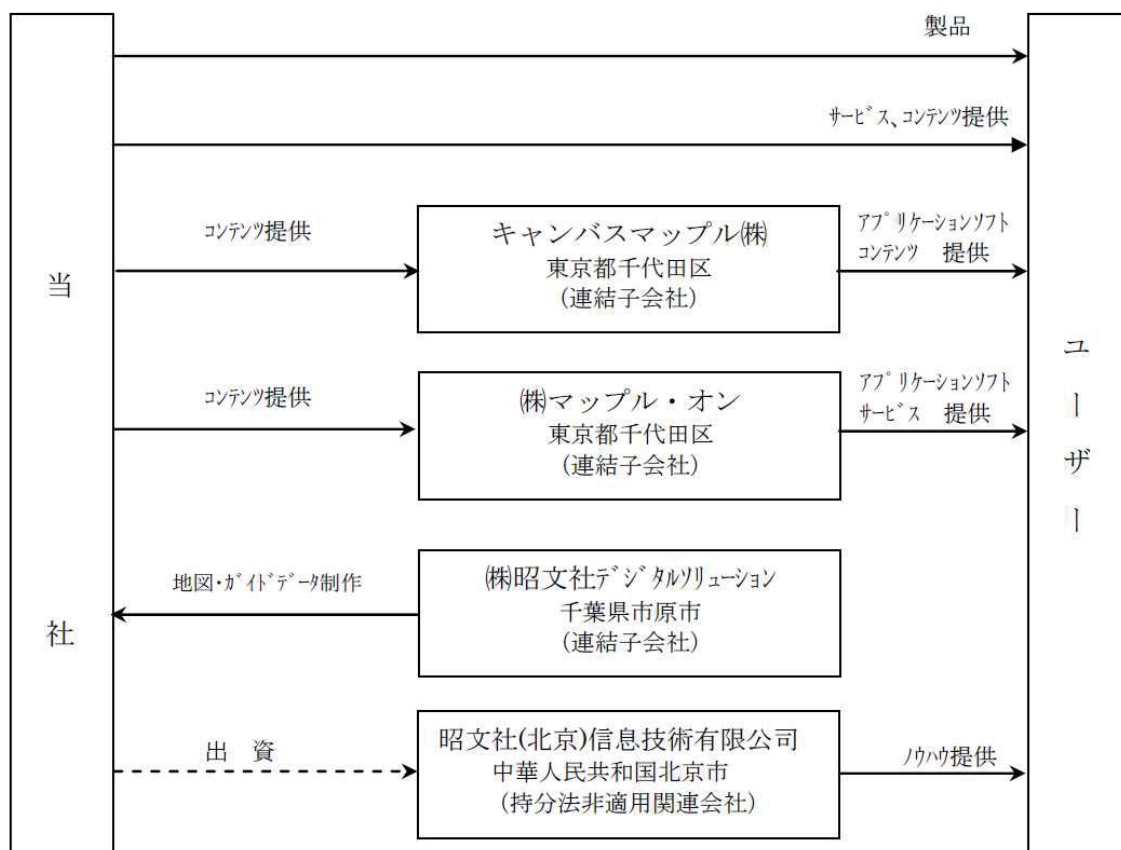 製品
サービス、コンテンツ提供
コンテンツ提供
キャンバスマップル㈱
東京都千代田区
(連結子会社)
アプリケーションソフト
コンテンツ 提供
当社
ユーザー
コンテンツ提供
㈱マップル・オン
東京都千代田区
(連結子会社)
アプリケーションソフト
サービス 提供
地図・ガイドデータ制作
㈱昭文社デジタルソリューション
千葉県市原市
(連結子会社)
出 資
昭文社(北京)信息技術有限公司
中華人民共和国北京市
(持分法非適用関連会社)
ノウハウ提供